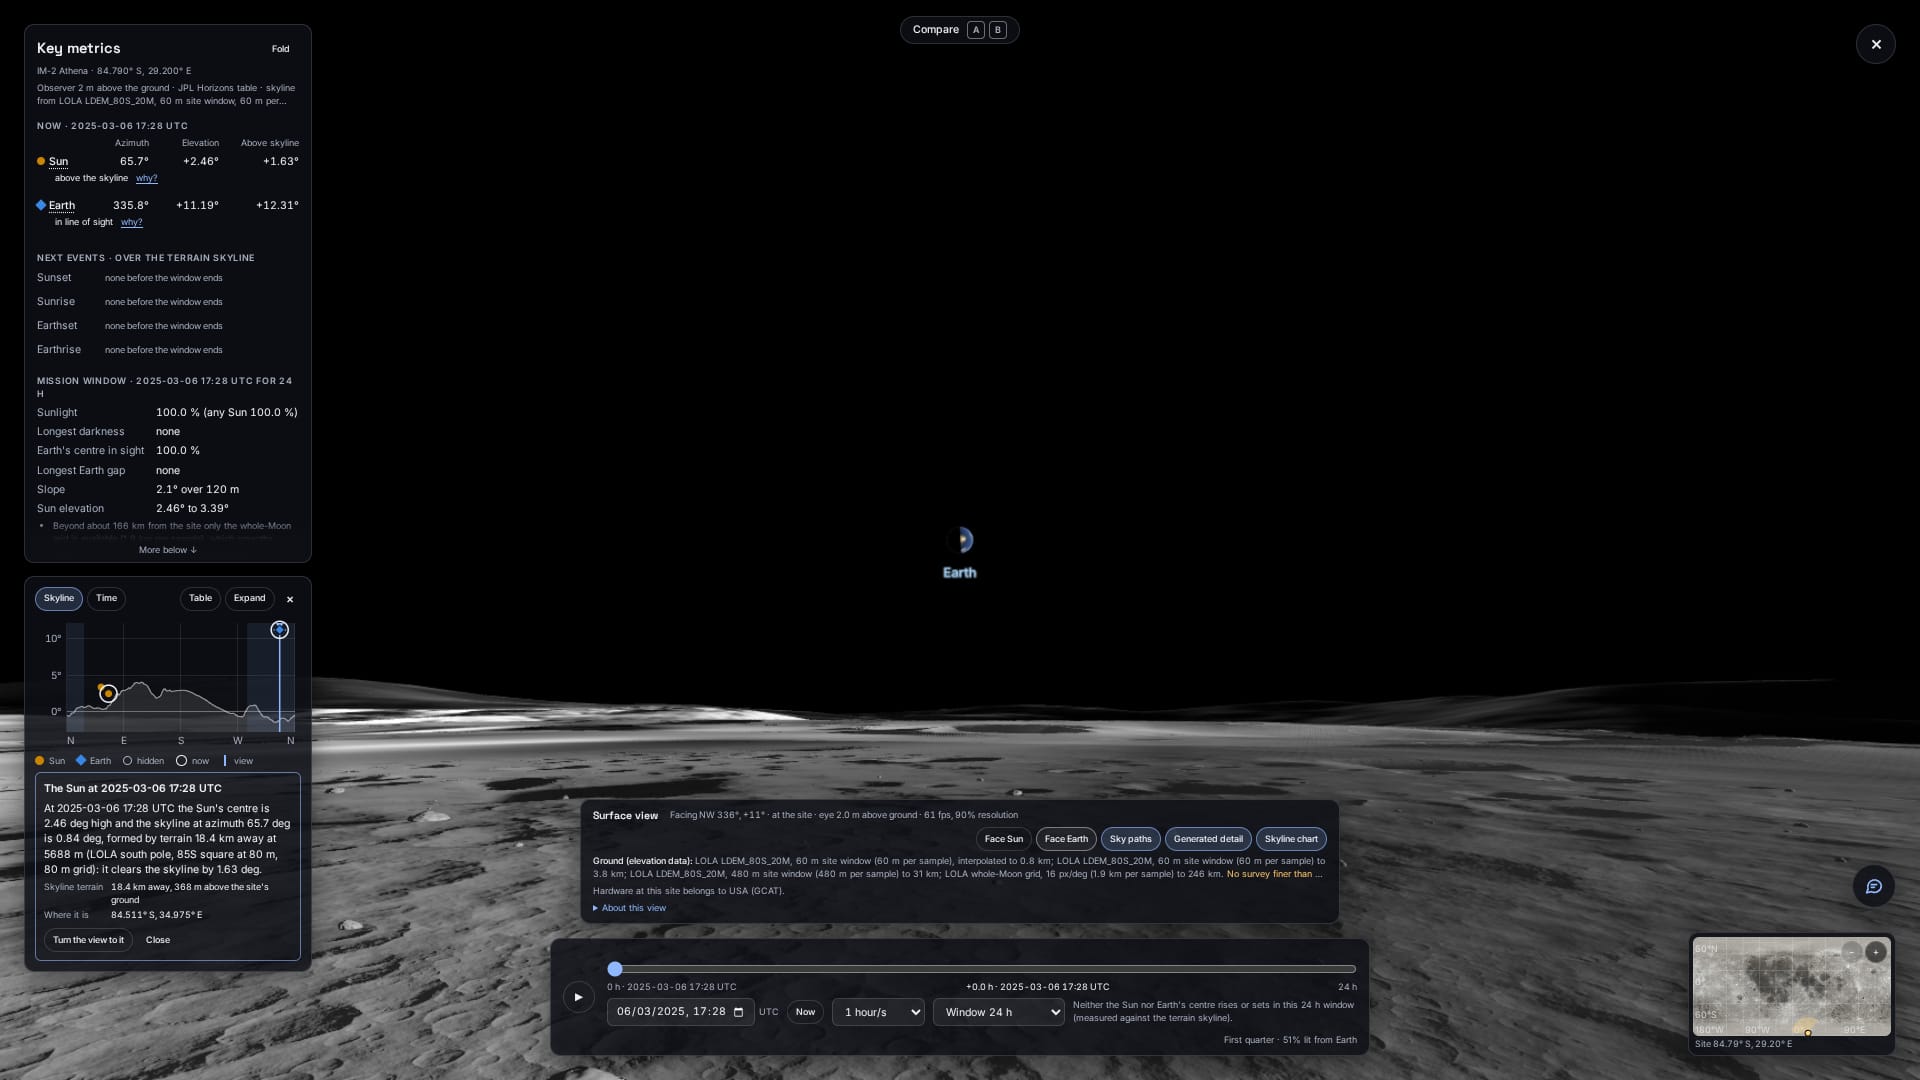 Compare A B
Key metrics Fold
IM-2 Athena · 84.790° S, 29.200° E
Observer 2 m above the ground · JPL Horizons table · skyline
from LOLA LDEM_80S_20M, 60 m site window, 60 m per...
NOW · 2025-03-06 17:28 UTC
Azimuth Elevation Above skyline
Sun 65.7° +2.46° +1.63°
above the skyline why?
Earth 335.8° +11.19° +12.31°
in line of sight why?
NEXT EVENTS · OVER THE TERRAIN SKYLINE
Sunset none before the window ends
Sunrise none before the window ends
Earthset none before the window ends
Earthrise none before the window ends
MISSION WINDOW · 2025-03-06 17:28 UTC FOR 24
H
Sunlight 100.0 % (any Sun 100.0 %)
Longest darkness none
Earth's centre in sight 100.0 %
Longest Earth gap none
Slope 2.1° over 120 m
Sun elevation 2.46° to 3.39°
• Beyond about 166 km from the site only the whole-Moon
More below ↓
Earth
Skyline Time Table Expand ×
10°
5°
0°
N E S W N
Sun Earth hidden now view
The Sun at 2025-03-06 17:28 UTC
At 2025-03-06 17:28 UTC the Sun's centre is
2.46 deg high and the skyline at azimuth 65.7 deg
is 0.84 deg, formed by terrain 18.4 km away at
5688 m (LOLA south pole, 85S square at 80 m,
80 m grid): it clears the skyline by 1.63 deg.
Skyline terrain 18.4 km away, 368 m above the site's
ground
Where it is 84.511° S, 34.975° E
Turn the view to it Close
Surface view Facing NW 336°, +11° · at the site · eye 2.0 m above ground · 61 fps, 90% resolution
Face Sun Face Earth Sky paths Generated detail Skyline chart
Ground (elevation data): LOLA LDEM_80S_20M, 60 m site window (60 m per sample), interpolated to 0.8 km; LOLA LDEM_80S_20M, 60 m site window (60 m per sample) to
3.8 km; LOLA LDEM_80S_20M, 480 m site window (480 m per sample) to 31 km; LOLA whole-Moon grid, 16 px/deg (1.9 km per sample) to 246 km. No survey finer than ...
Hardware at this site belongs to USA (GCAT).
▶ About this view
0 h · 2025-03-06 17:28 UTC +0.0 h · 2025-03-06 17:28 UTC 24 h
06/03/2025, 17:28 UTC Now 1 hour/s Window 24 h
Neither the Sun nor Earth's centre rises or sets in this 24 h window
(measured against the terrain skyline).
First quarter · 51% lit from Earth
60°N − +
0°
60°S
180°W 90°W 90°E
Site 84.79° S, 29.20° E